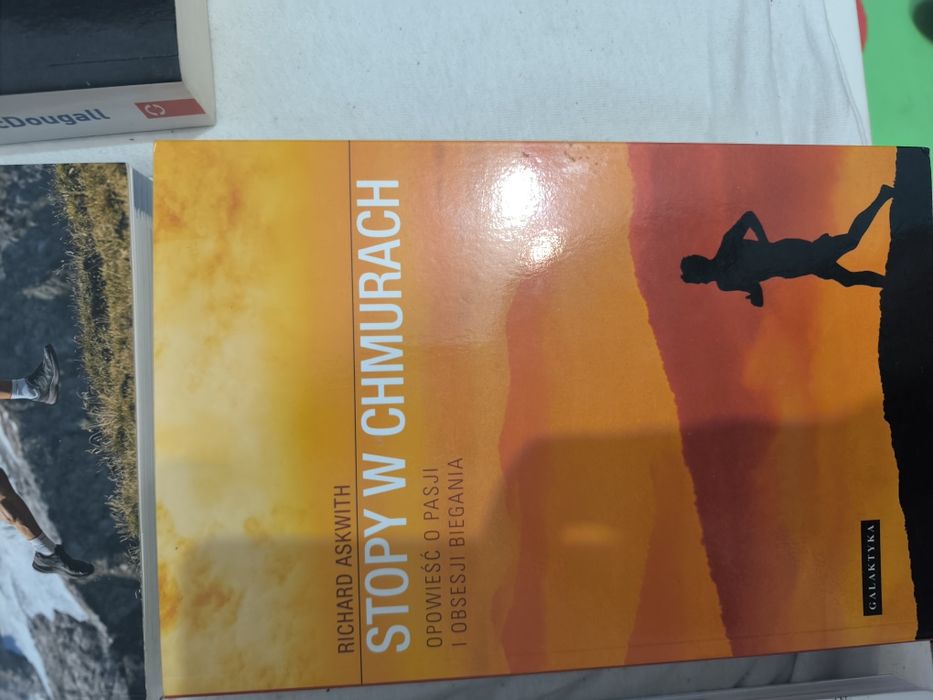 cDougall
RICHARD ASKWITH
STOPY W CHMURACH
OPOWIEŚĆ O PASJI
I OBSESJI BIEGANIA
GALAKTYKA